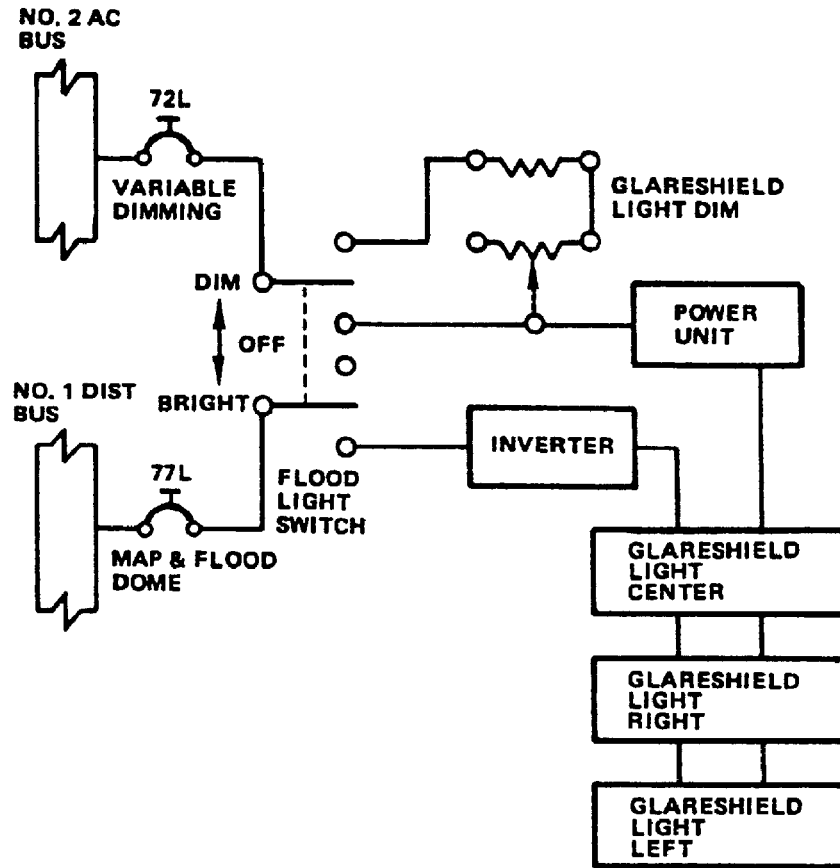 NO. 2 AC
BUS
72L
VARIABLE
DIMMING
GLARESHIELD
LIGHT DIM
DIM
OFF
BRIGHT
POWER
UNIT
NO. 1 DIST
BUS
77L
MAP & FLOOD
DOME
FLOOD
LIGHT
SWITCH
INVERTER
GLARESHIELD
LIGHT
CENTER
GLARESHIELD
LIGHT
RIGHT
GLARESHIELD
LIGHT
LEFT